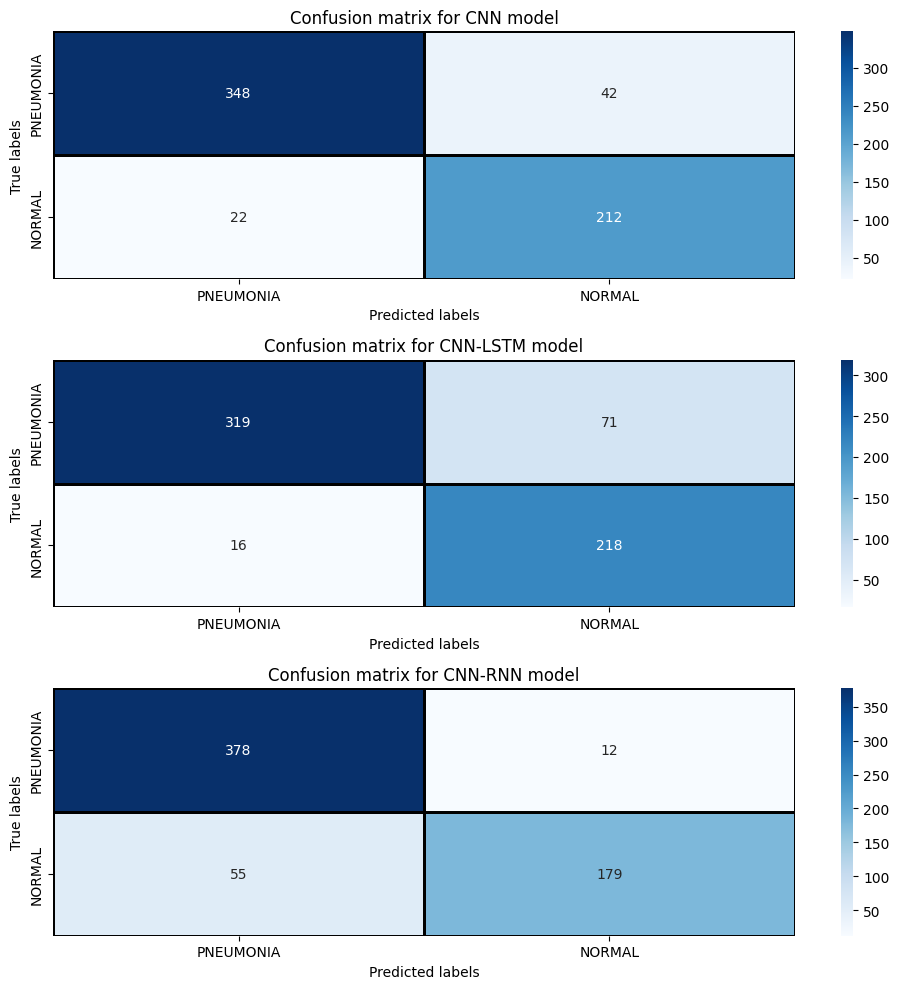 Confusion matrix for CNN model
True labels
PNEUMONIA
NORMAL
348
42
22
212
PNEUMONIA
NORMAL
Predicted labels
300
250
200
150
100
50
Confusion matrix for CNN-LSTM model
True labels
PNEUMONIA
NORMAL
319
71
16
218
PNEUMONIA
NORMAL
Predicted labels
300
250
200
150
100
50
Confusion matrix for CNN-RNN model
True labels
PNEUMONIA
NORMAL
378
12
55
179
PNEUMONIA
NORMAL
Predicted labels
350
300
250
200
150
100
50